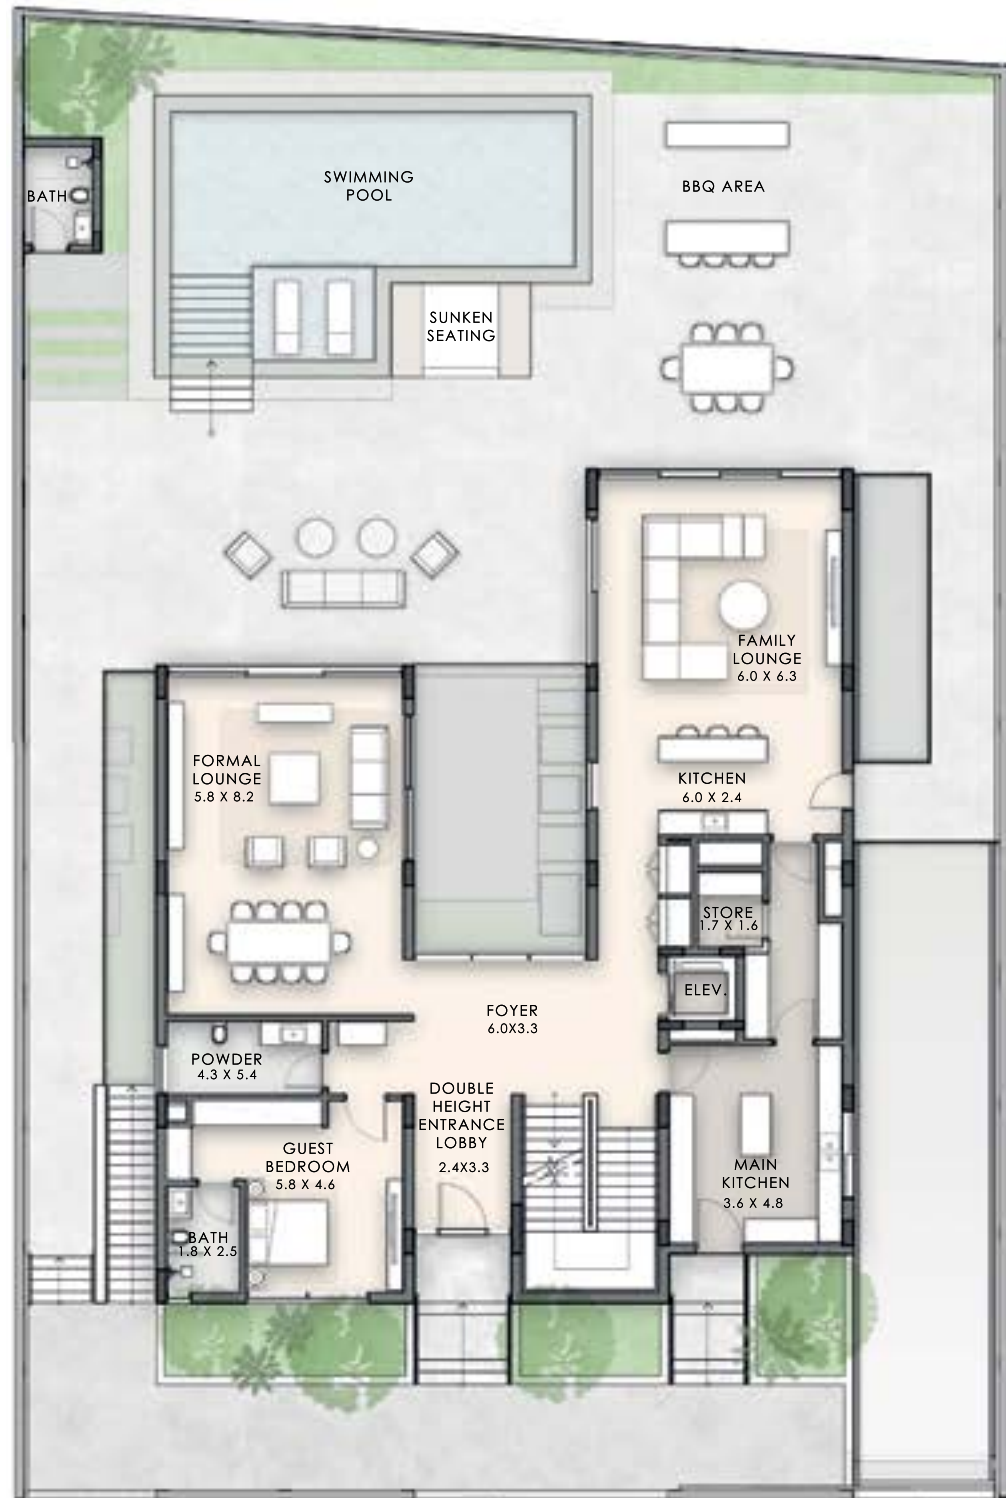 SWIMMING
POOL
BBQ AREA
BATH
SUNKEN
SEATING
FAMILY
LOUNGE
6.0 X 6.3
FORMAL
LOUNGE
5.8 X 8.2
KITCHEN
6.0 X 2.4
STORE
1.7 X 1.6
ELEV.
FOYER
6.0X3.3
POWDER
4.3 X 5.4
DOUBLE
HEIGHT
ENTRANCE
LOBBY
2.4X3.3
GUEST
BEDROOM
5.8 X 4.6
MAIN
KITCHEN
3.6 X 4.8
BATH
1.8 X 2.5